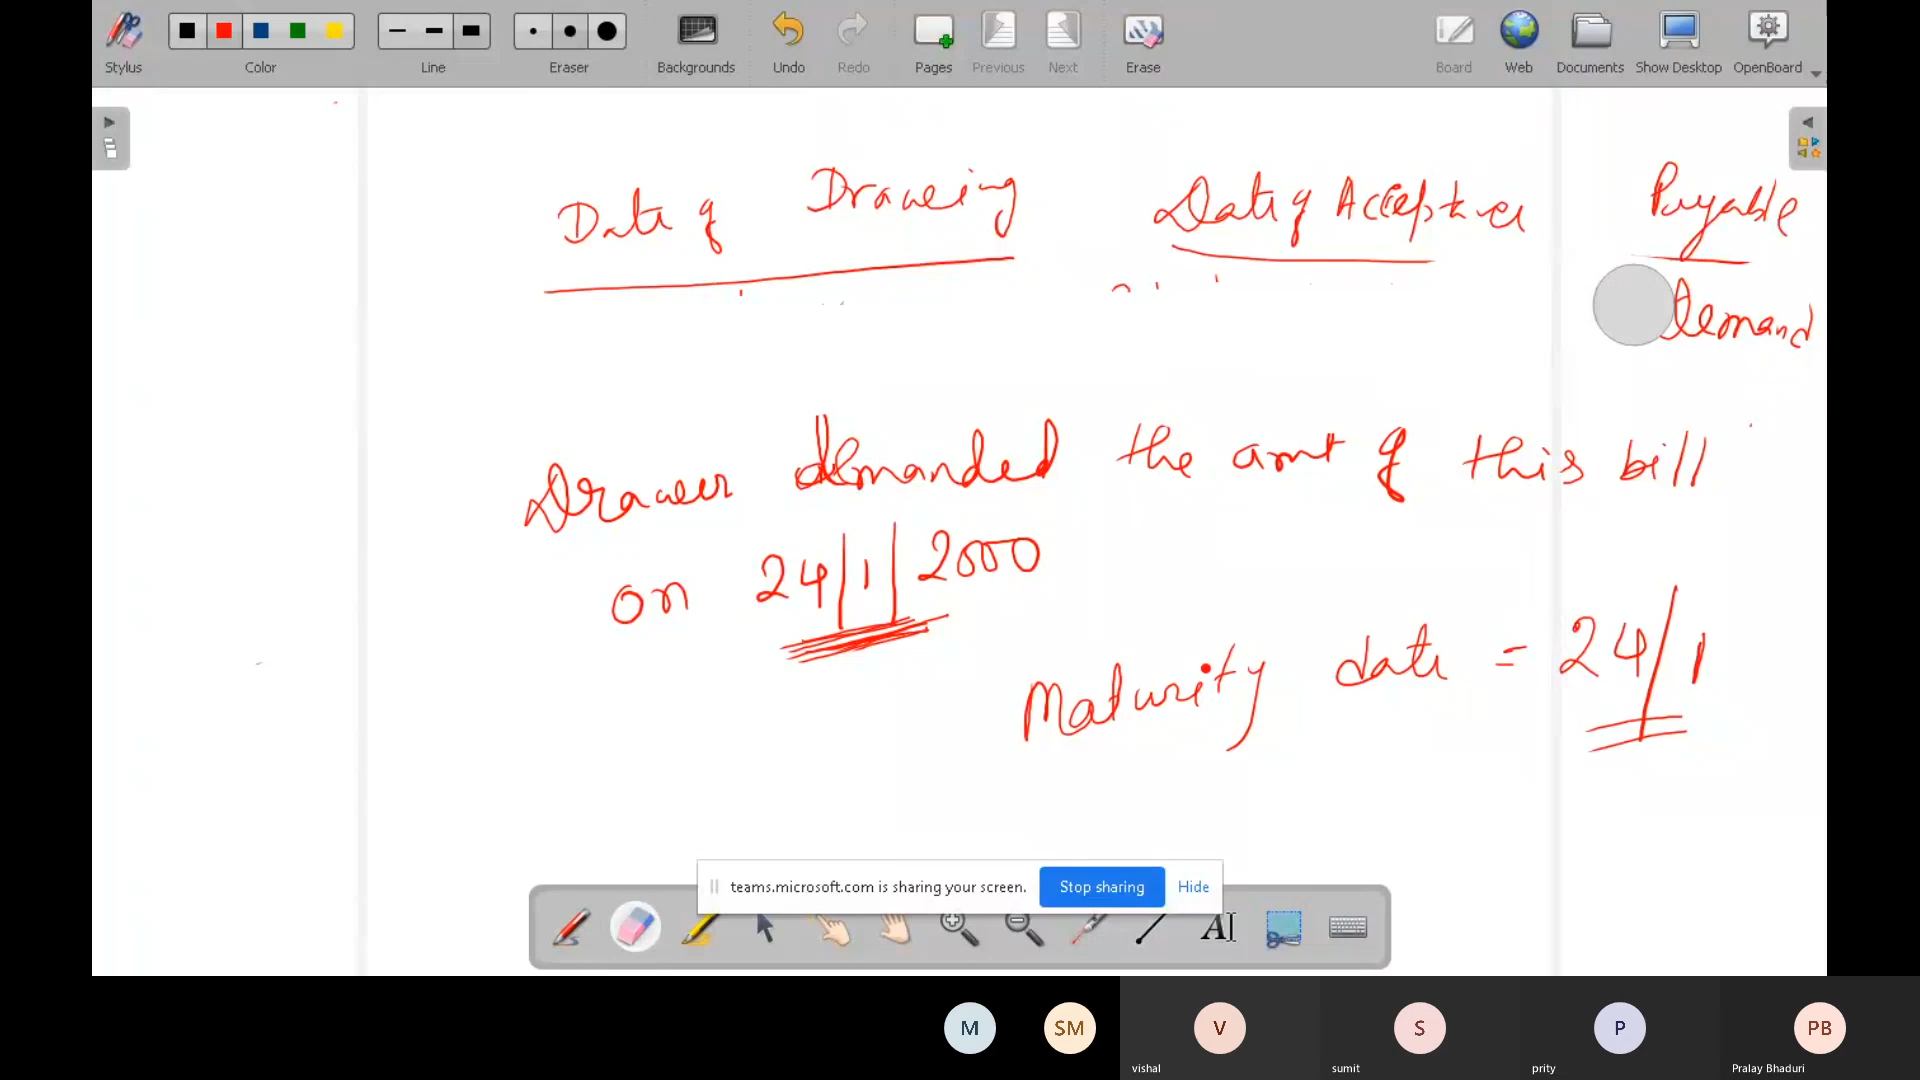 Stylus Color Line Eraser Backgrounds Undo Redo Pages Previous Next Erase Board Web Documents Show Desktop OpenBoard
Date of Drawing Date of Acceptance Payable
Demand
Drawer demanded the amt of this bill
on 24/1/2000
Maturity date = 24/1
teams.microsoft.com is sharing your screen. Stop sharing Hide
A
M SM V S P PB
vishal sumit prity Pralay Bhaduri